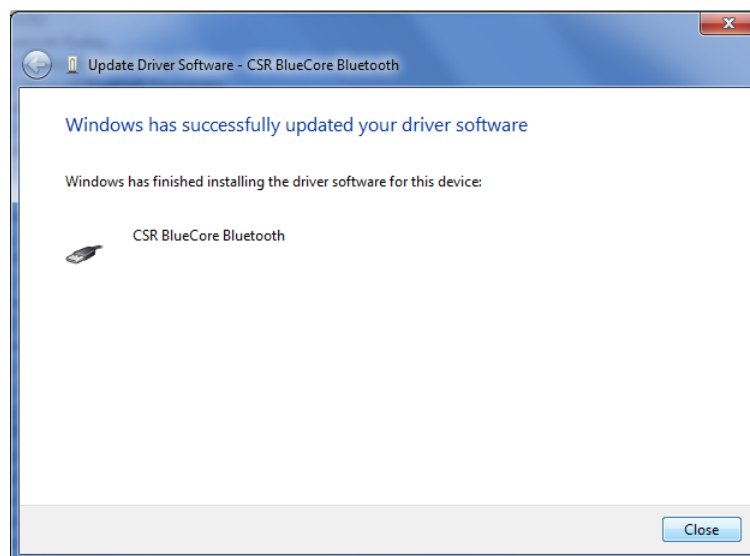 Update Driver Software - CSR BlueCore Bluetooth
Windows has successfully updated your driver software
Windows has finished installing the driver software for this device:
CSR BlueCore Bluetooth
Close